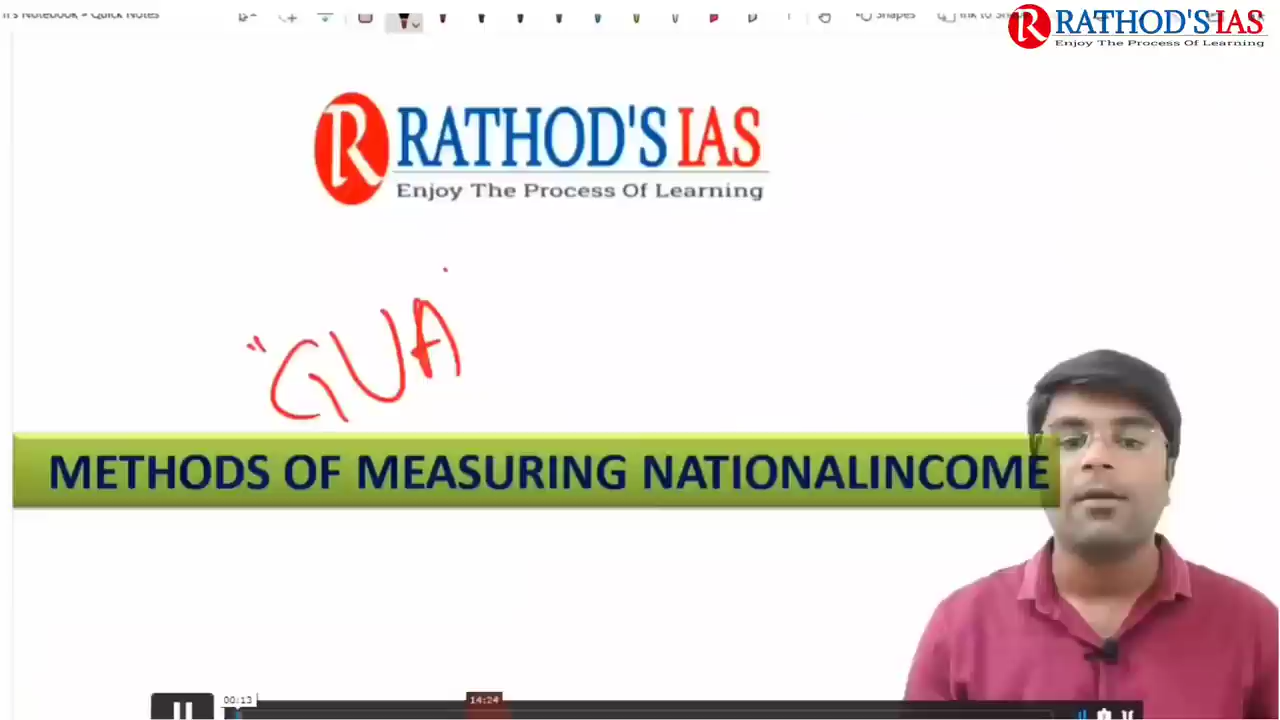 RATHOD'S IAS
Enjoy The Process Of Learning
Shapes
RATHOD'S IAS
Enjoy The Process Of Learning
"GVA
METHODS OF MEASURING NATIONALINCOME
00:13
14:24